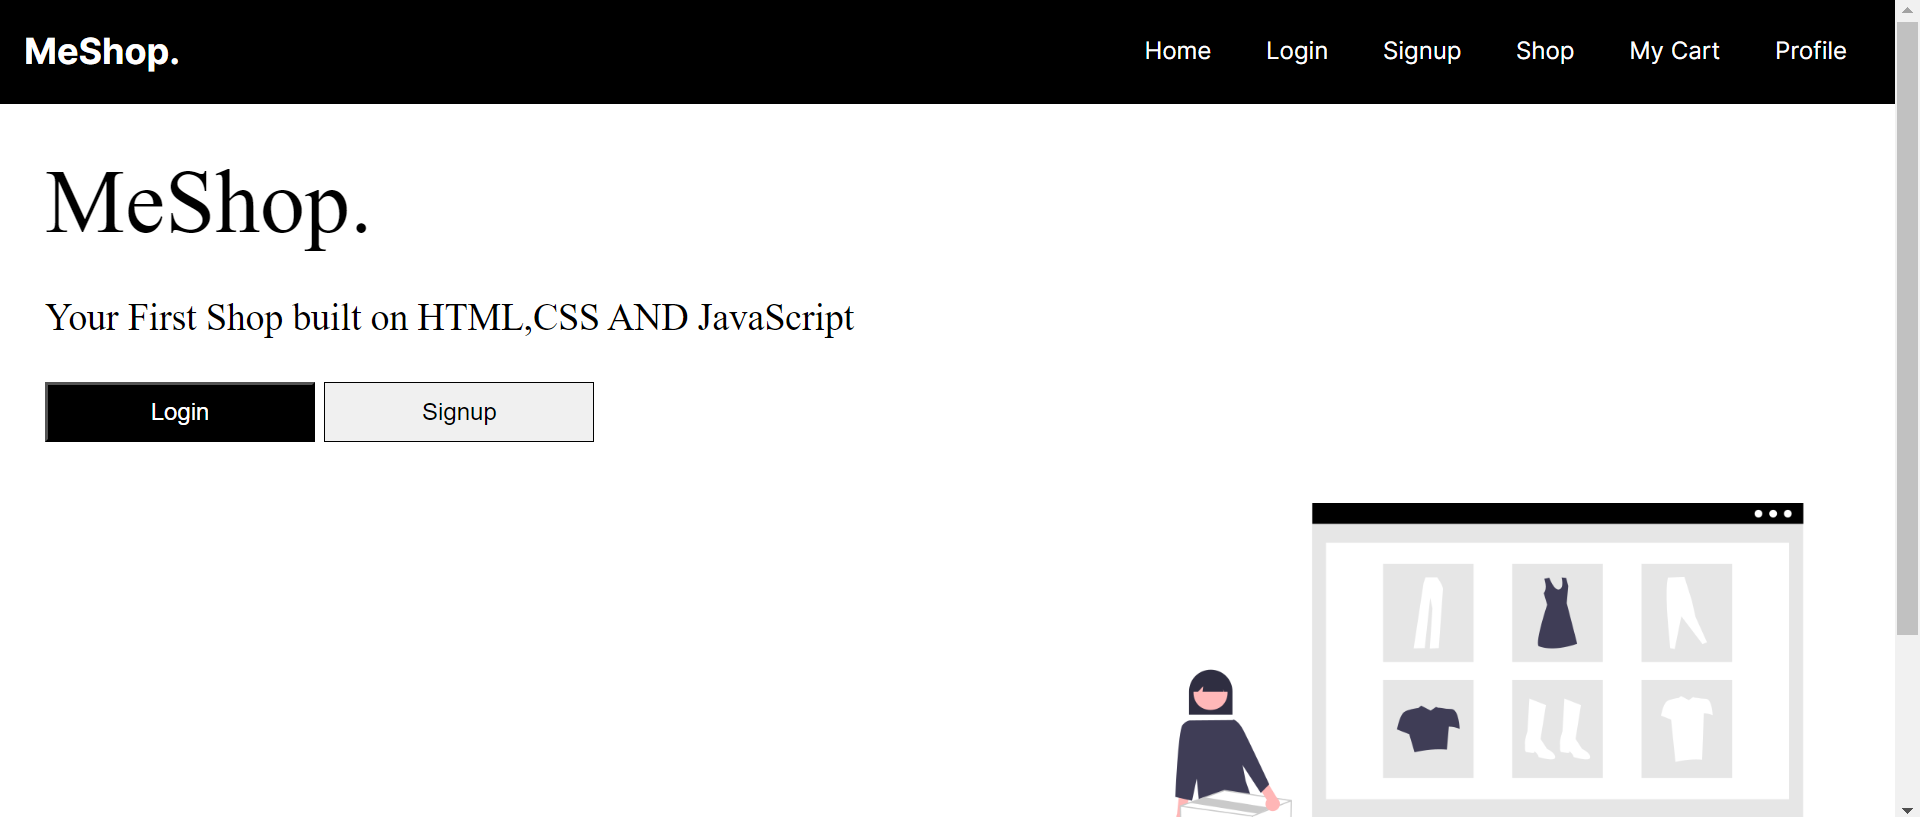 MeShop. Home Login Signup Shop My Cart Profile
MeShop.
Your First Shop built on HTML,CSS AND JavaScript
Login Signup